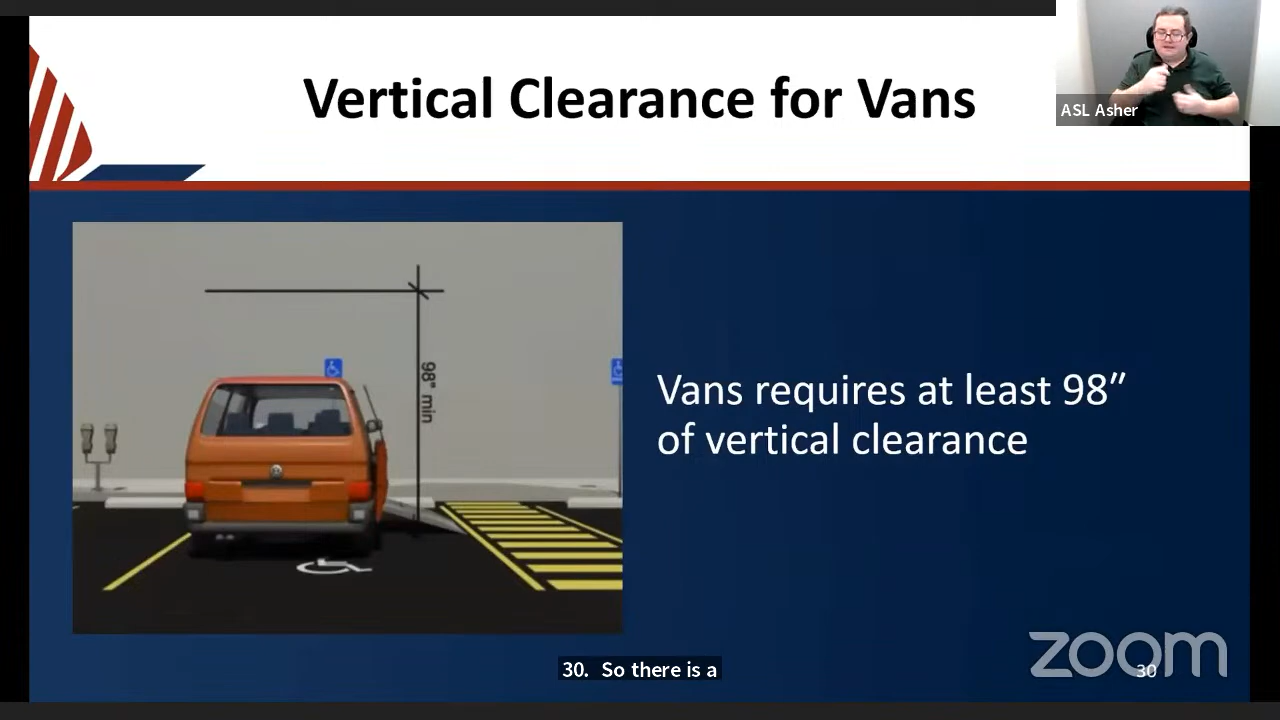 Vertical Clearance for Vans
ASL Asher
98" min
Vans requires at least 98”
of vertical clearance
30. So there is a
zoom
30